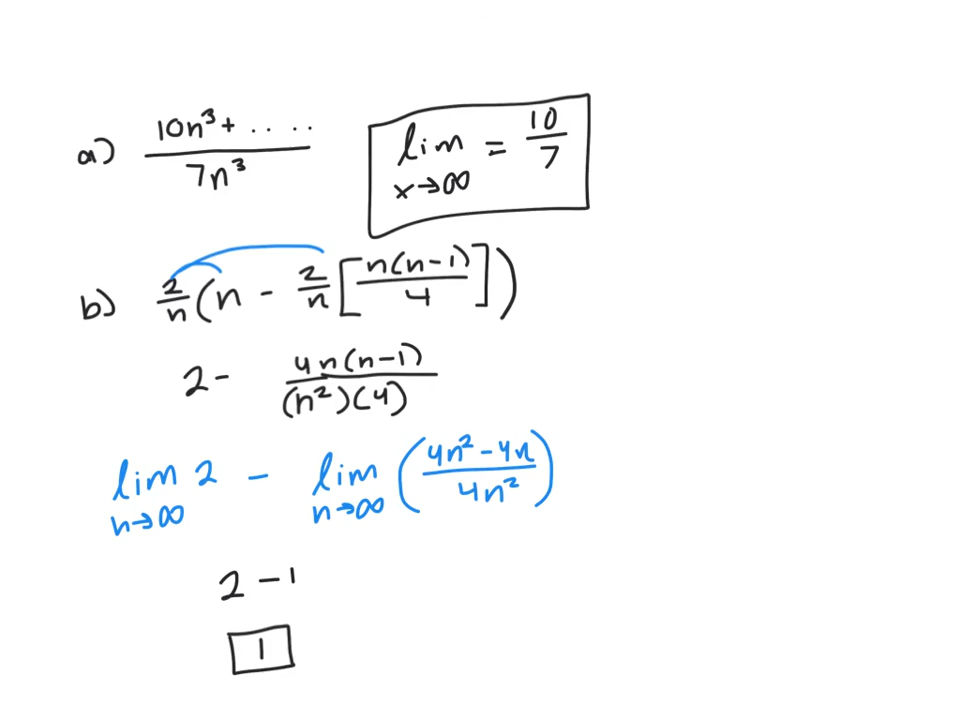 a) (10n³ + .....)/(7n³)   lim x→∞ = 10/7
b) 2/n (n - 2/n [n(n-1)/4])
2 - 4n(n-1)/((n²)(4))
lim n→∞ 2 - lim n→∞ ((4n² - 4n)/(4n²))
2 - 1
1